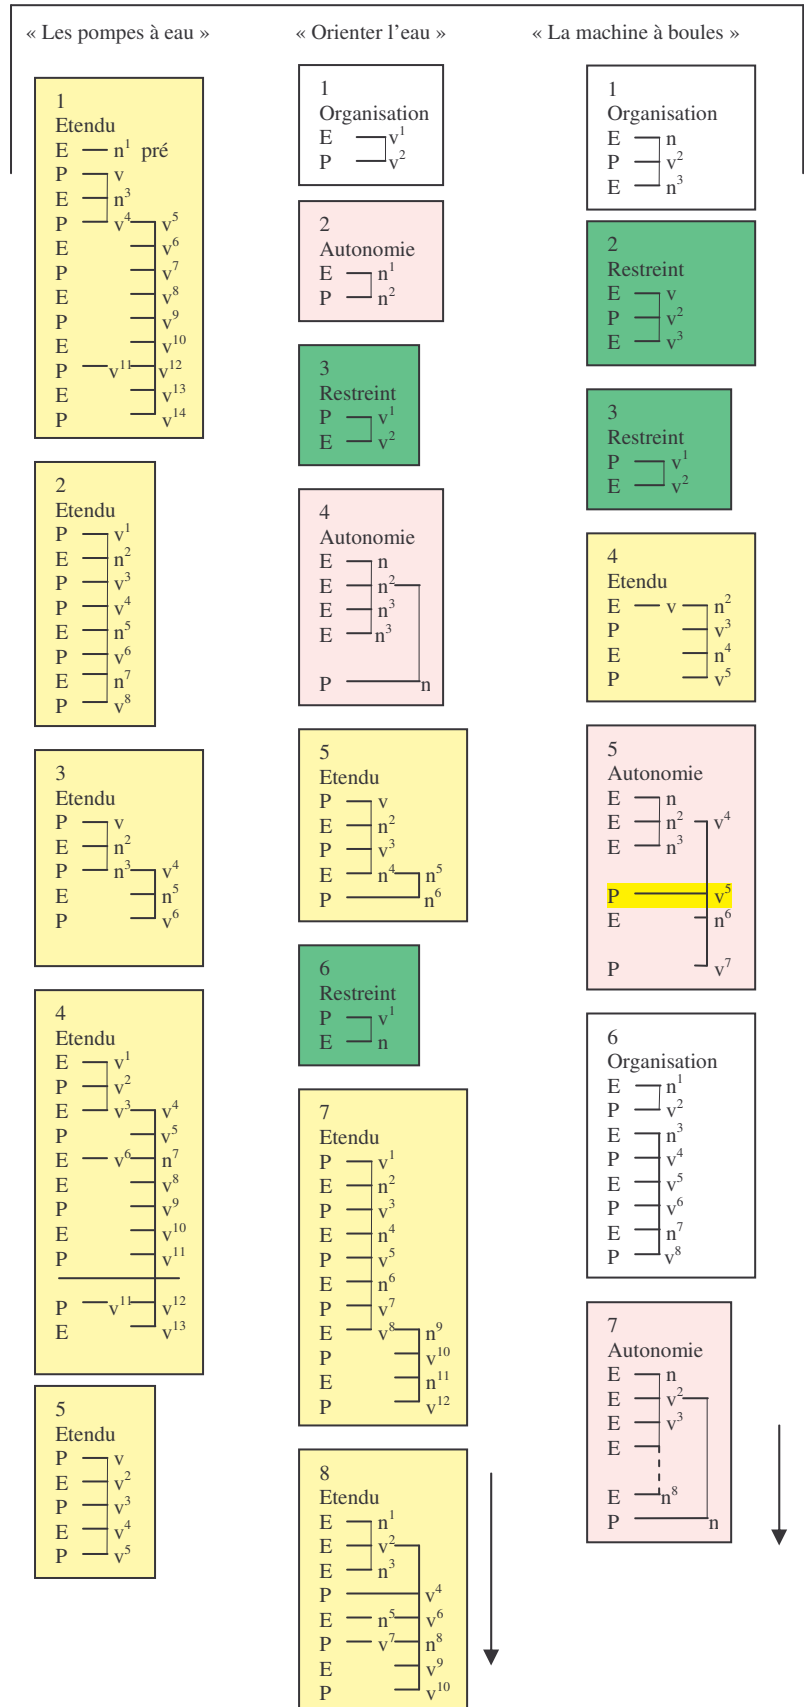 « Les pompes à eau »
1
Etendu
E n¹ pré
P v
E n³
P v⁴ v⁵
E v⁶
P v⁷
E v⁸
P v⁹
E v¹⁰
P v¹¹ v¹²
E v¹³
P v¹⁴
2
Etendu
P v¹
E n²
P v³
P v⁴
E n⁵
P v⁶
E n⁷
P v⁸
3
Etendu
P v
E n²
P n³ v⁴
E n⁵
P v⁶
4
Etendu
E v¹
P v²
E v³ v⁴
P v⁵
E v⁶ n⁷
E v⁸
P v⁹
E v¹⁰
P v¹¹
P v¹¹ v¹²
E v¹³
5
Etendu
P v
E v²
P v³
E v⁴
P v⁵
« Orienter l’eau »
1
Organisation
E v¹
P v²
2
Autonomie
E n¹
P n²
3
Restreint
P v¹
E v²
4
Autonomie
E n
E n²
E n³
E n³
P n
5
Etendu
P v
E n²
P v³
E n⁴ n⁵
P n⁶
6
Restreint
P v¹
E n
7
Etendu
P v¹
E n²
P v³
E n⁴
P v⁵
E n⁶
P v⁷
E v⁸ n⁹
P v¹⁰
E n¹¹
P v¹²
8
Etendu
E n¹
E v²
E n³
P v⁴
E n⁵ v⁶
P v⁷ n⁸
E v⁹
P v¹⁰
« La machine à boules »
1
Organisation
E n
P v²
E n³
2
Restreint
E v
P v²
E v³
3
Restreint
P v¹
E v²
4
Etendu
E v n²
P v³
E n⁴
P v⁵
5
Autonomie
E n
E n² v⁴
E n³
P v⁵
E n⁶
P v⁷
6
Organisation
E n¹
P v²
E n³
P v⁴
E v⁵
P v⁶
E n⁷
P v⁸
7
Autonomie
E n
E v²
E v³
E
E n⁸
P n